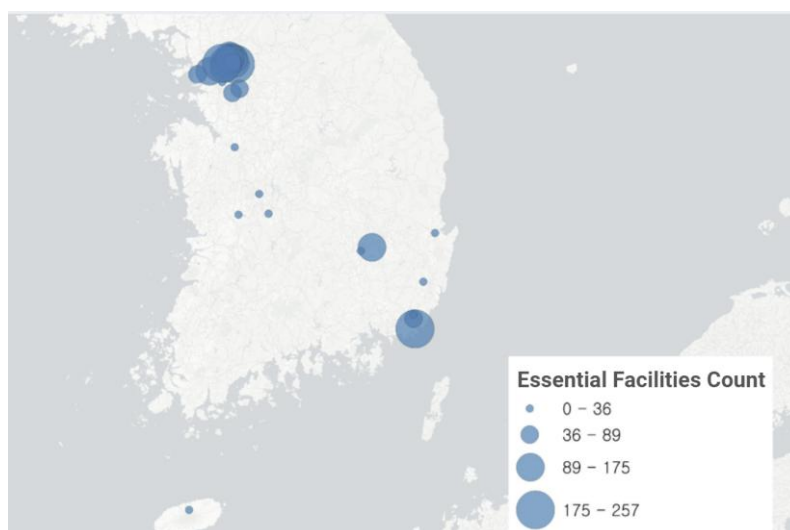 Essential Facilities Count
0 – 36
36 – 89
89 – 175
175 – 257